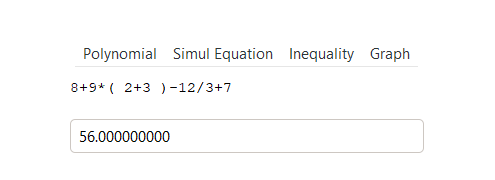 Polynomial Simul Equation Inequality Graph
8+9*( 2+3 )-12/3+7
56.000000000